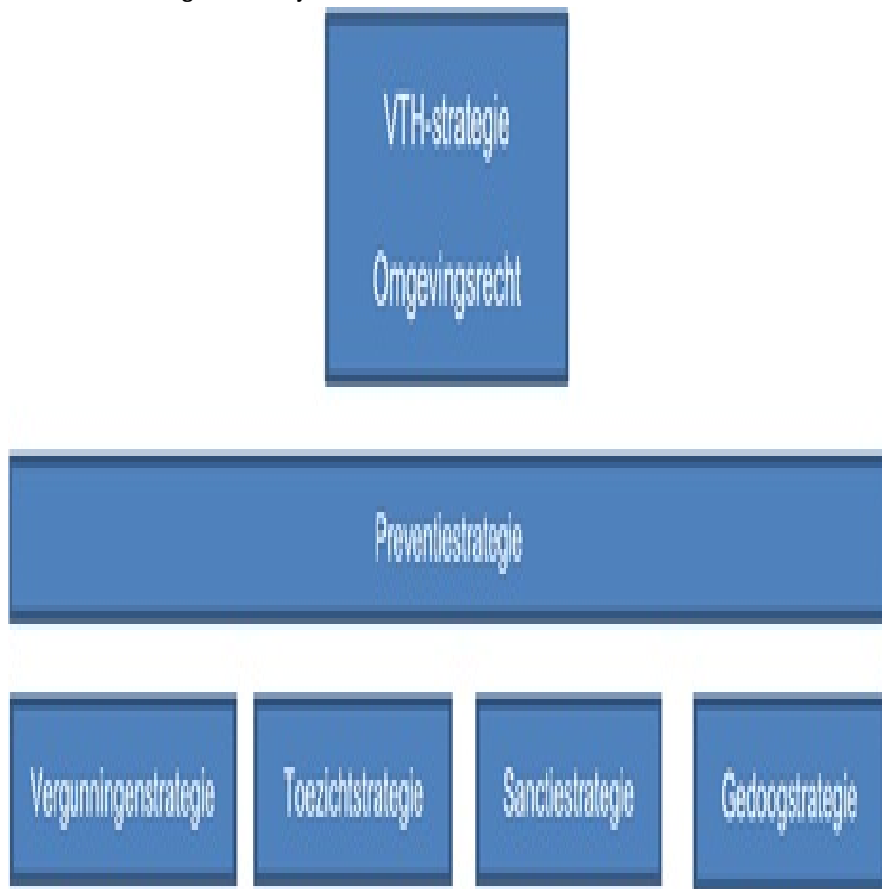 VTH-strategie
Omgevingsrecht
Preventiestrategie
Vergunningenstrategie
Toezichtstrategie
Sanctiestrategie
Gedoogstrategie